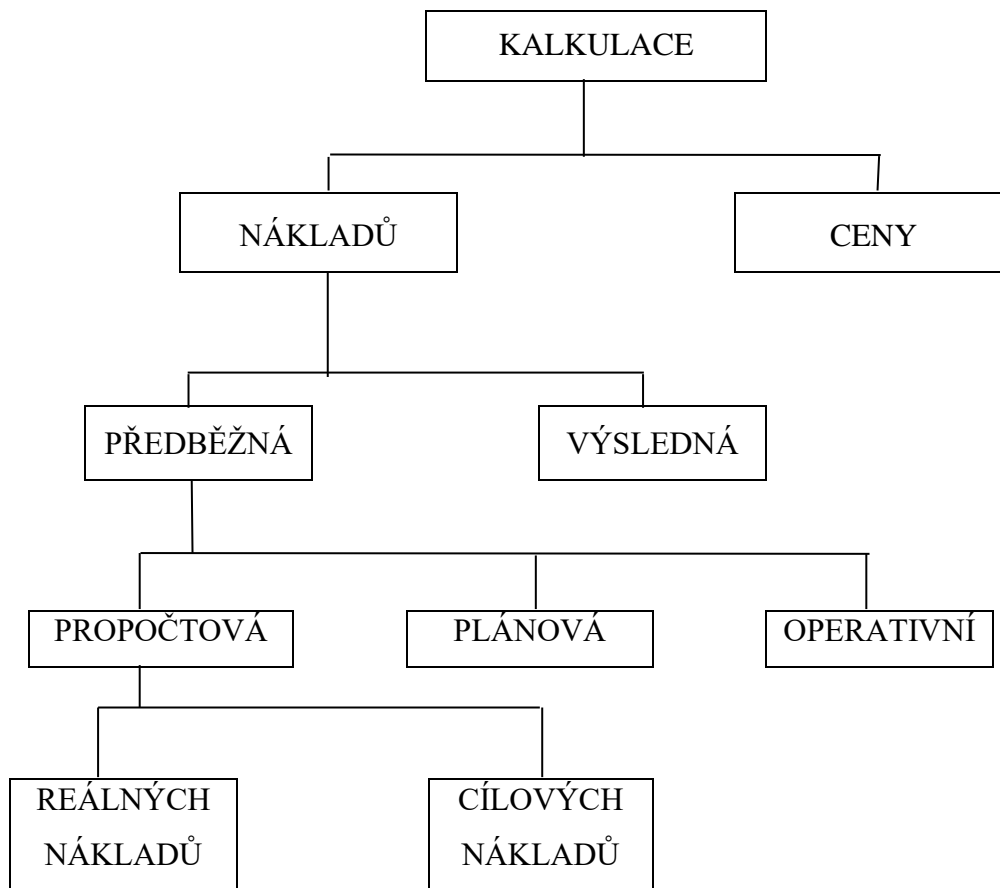 KALKULACE
NÁKLADŮ
CENY
PŘEDBĚŽNÁ
VÝSLEDNÁ
PROPOČTOVÁ
PLÁNOVÁ
OPERATIVNÍ
REÁLNÝCH
NÁKLADŮ
CÍLOVÝCH
NÁKLADŮ